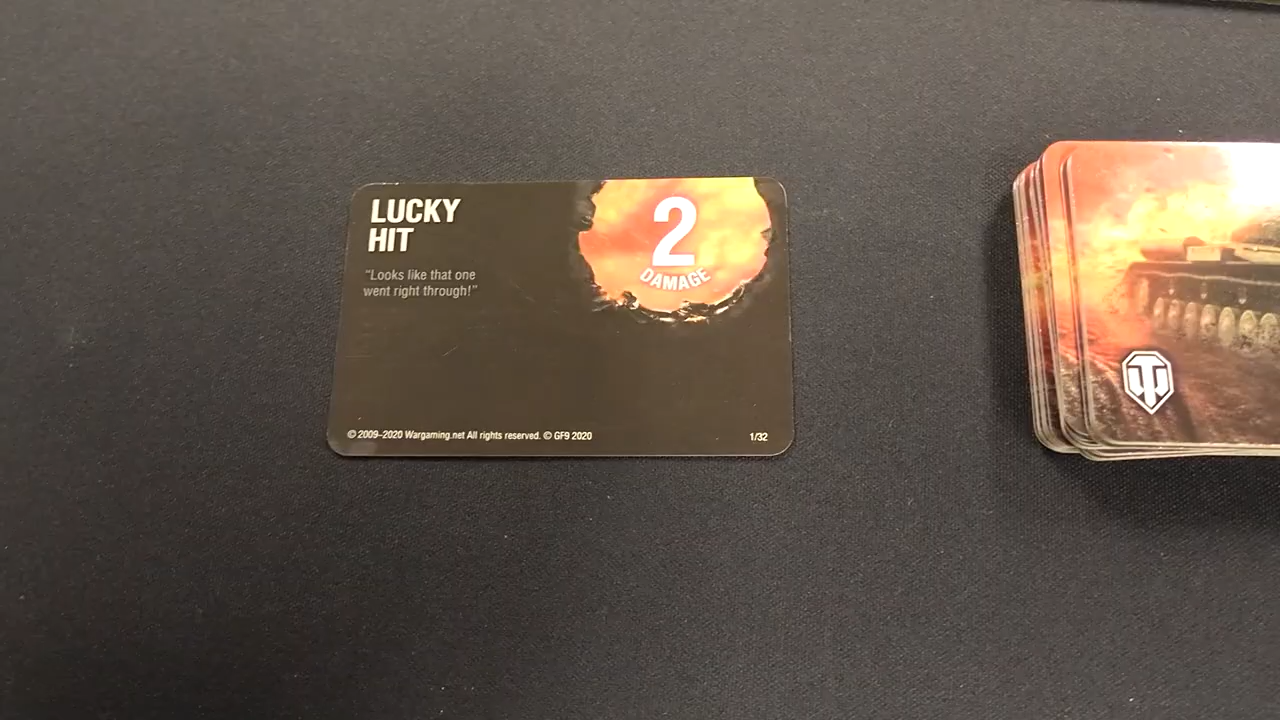 LUCKY
HIT
"Looks like that one
went right through!"
2
DAMAGE
© 2009–2020 Wargaming.net All rights reserved. © GF9 2020
1/32